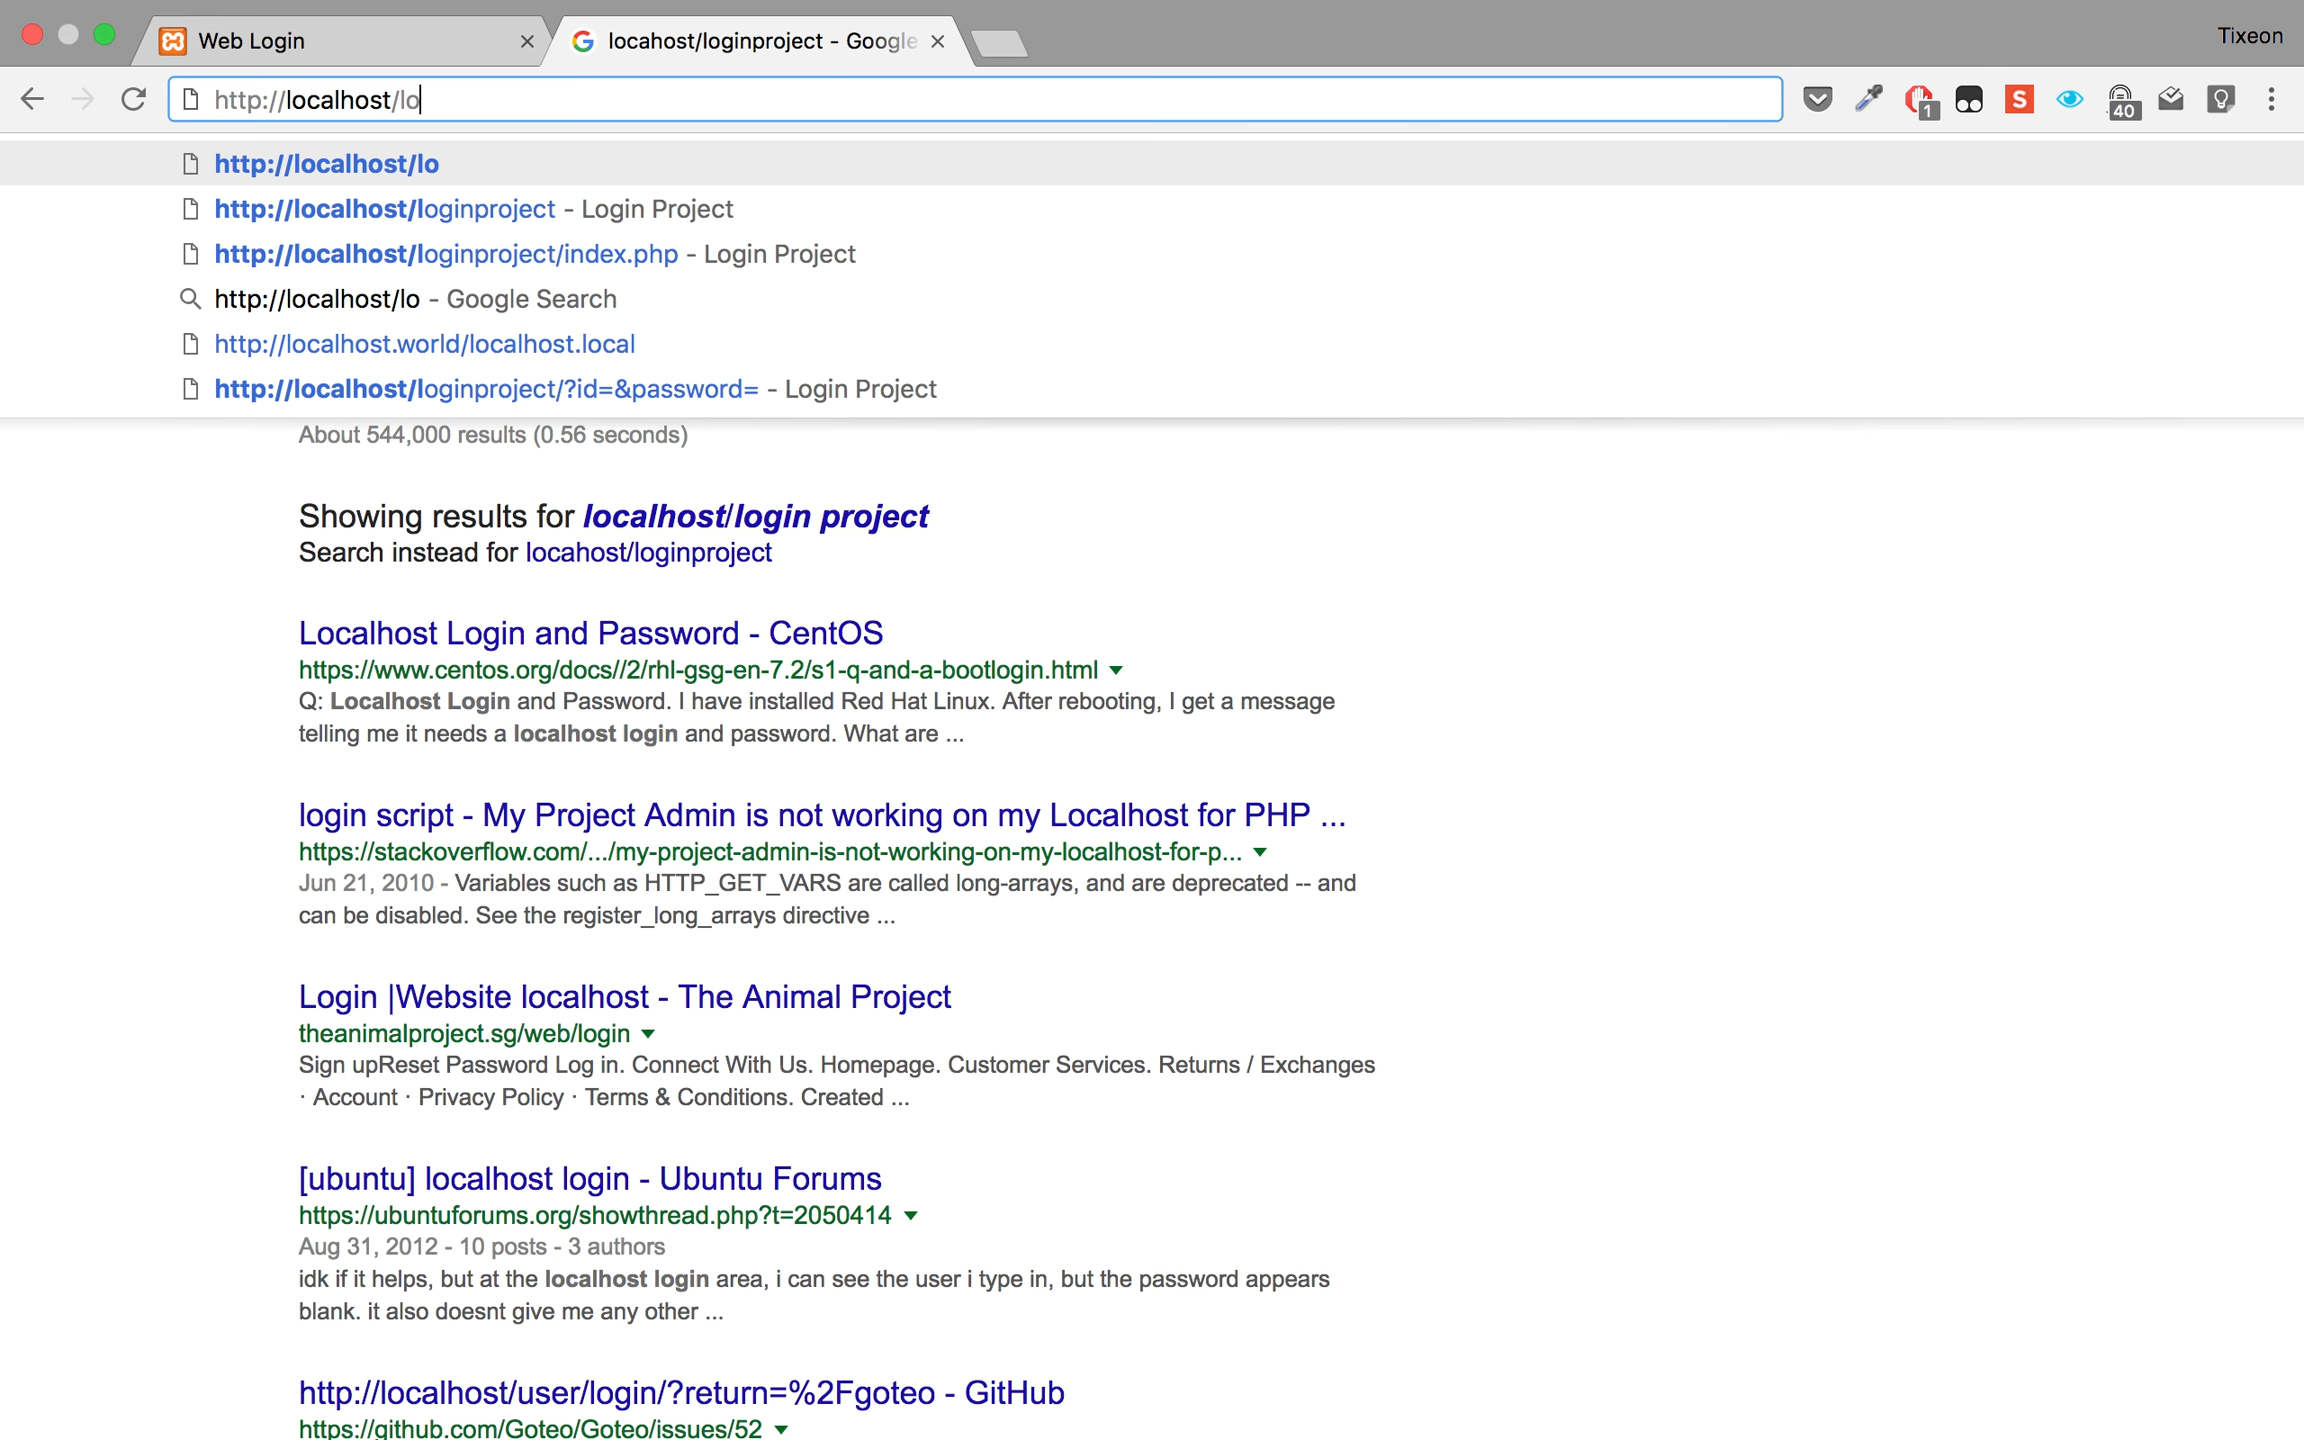 Web Login
locahost/loginproject - Google
Tixeon
http://localhost/lo
1
S
40
http://localhost/lo
http://localhost/loginproject - Login Project
http://localhost/loginproject/index.php - Login Project
http://localhost/lo - Google Search
http://localhost.world/localhost.local
http://localhost/loginproject/?id=&password= - Login Project
About 544,000 results (0.56 seconds)
Showing results for localhost/login project
Search instead for locahost/loginproject
Localhost Login and Password - CentOS
https://www.centos.org/docs//2/rhl-gsg-en-7.2/s1-q-and-a-bootlogin.html
Q: Localhost Login and Password. I have installed Red Hat Linux. After rebooting, I get a message
telling me it needs a localhost login and password. What are ...
login script - My Project Admin is not working on my Localhost for PHP ...
https://stackoverflow.com/.../my-project-admin-is-not-working-on-my-localhost-for-p...
Jun 21, 2010 - Variables such as HTTP_GET_VARS are called long-arrays, and are deprecated -- and
can be disabled. See the register_long_arrays directive ...
Login |Website localhost - The Animal Project
theanimalproject.sg/web/login
Sign upReset Password Log in. Connect With Us. Homepage. Customer Services. Returns / Exchanges
· Account · Privacy Policy · Terms & Conditions. Created ...
[ubuntu] localhost login - Ubuntu Forums
https://ubuntuforums.org/showthread.php?t=2050414
Aug 31, 2012 - 10 posts - 3 authors
idk if it helps, but at the localhost login area, i can see the user i type in, but the password appears
blank. it also doesnt give me any other ...
http://localhost/user/login/?return=%2Fgoteo - GitHub
https://github.com/Goteo/Goteo/issues/52